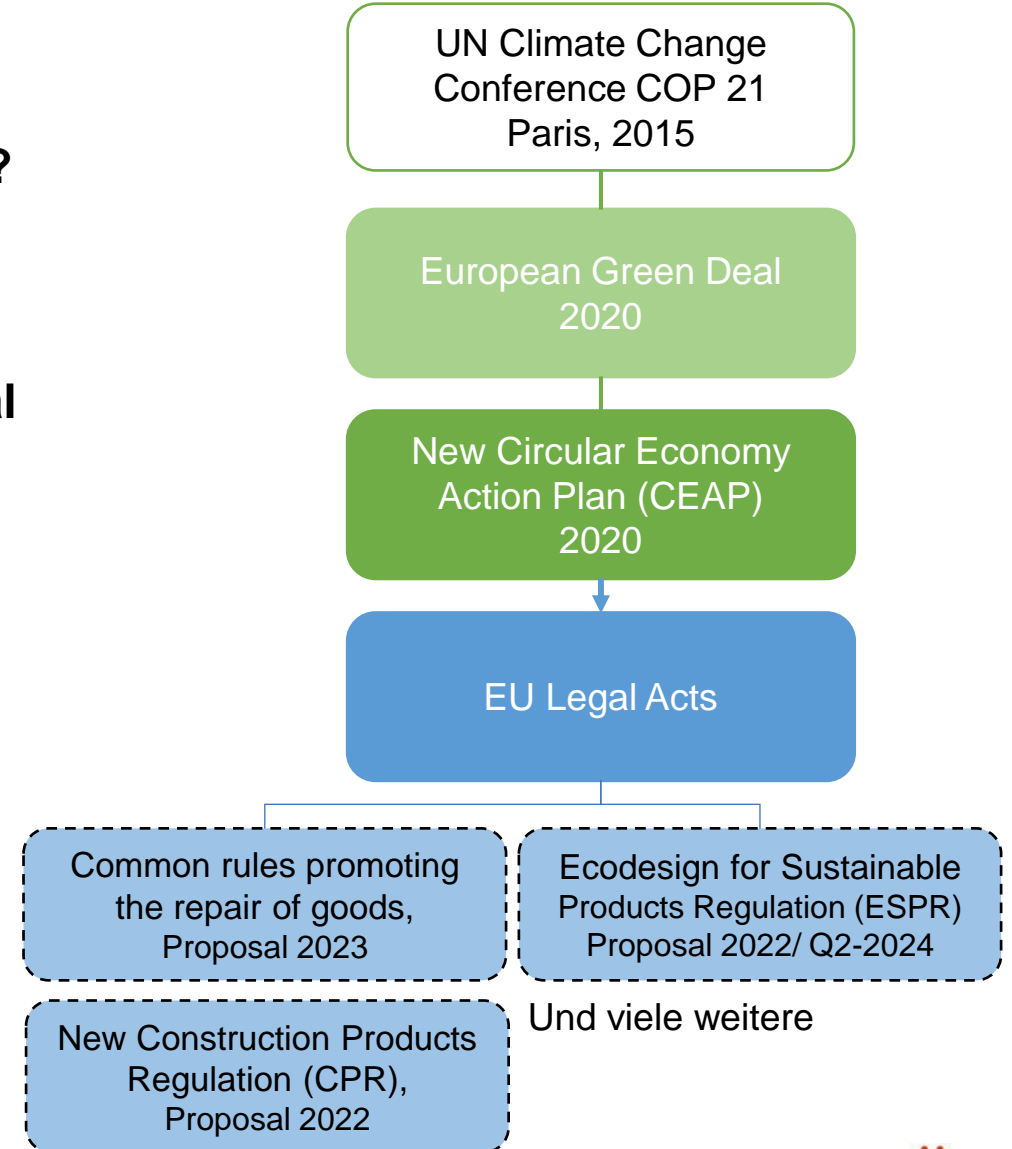 UN Climate Change
Conference COP 21
Paris, 2015
?
European Green Deal
2020
al
New Circular Economy
Action Plan (CEAP)
2020
EU Legal Acts
Common rules promoting
the repair of goods,
Proposal 2023
Ecodesign for Sustainable
Products Regulation (ESPR)
Proposal 2022/ Q2-2024
Und viele weitere
New Construction Products
Regulation (CPR),
Proposal 2022